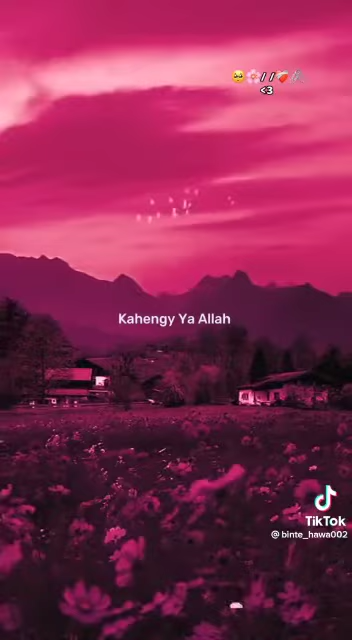 🥹🌸//❤️‍🩹
<3
Kahengy Ya Allah
TikTok
@binte_hawa002